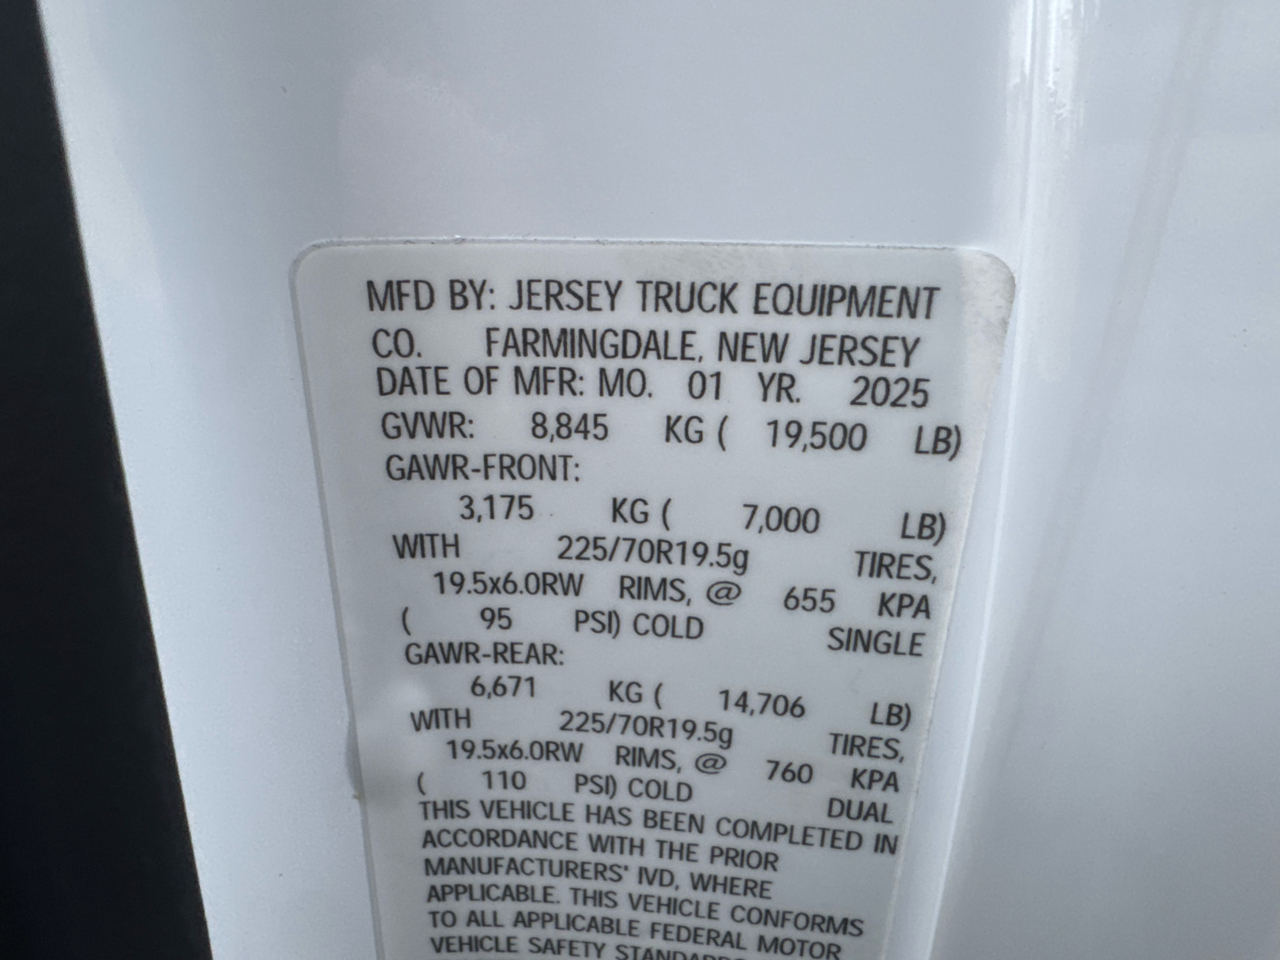 MFD BY: JERSEY TRUCK EQUIPMENT
CO. FARMINGDALE, NEW JERSEY
DATE OF MFR: MO. 01 YR. 2025
GVWR: 8,845 KG ( 19,500 LB)
GAWR-FRONT:
3,175 KG ( 7,000 LB)
WITH 225/70R19.5g TIRES,
19.5x6.0RW RIMS, @ 655 KPA
( 95 PSI) COLD SINGLE
GAWR-REAR:
6,671 KG ( 14,706 LB)
WITH 225/70R19.5g TIRES,
19.5x6.0RW RIMS, @ 760 KPA
( 110 PSI) COLD DUAL
THIS VEHICLE HAS BEEN COMPLETED IN
ACCORDANCE WITH THE PRIOR
MANUFACTURERS' IVD, WHERE
APPLICABLE. THIS VEHICLE CONFORMS
TO ALL APPLICABLE FEDERAL MOTOR
VEHICLE SAFETY STANDARDS